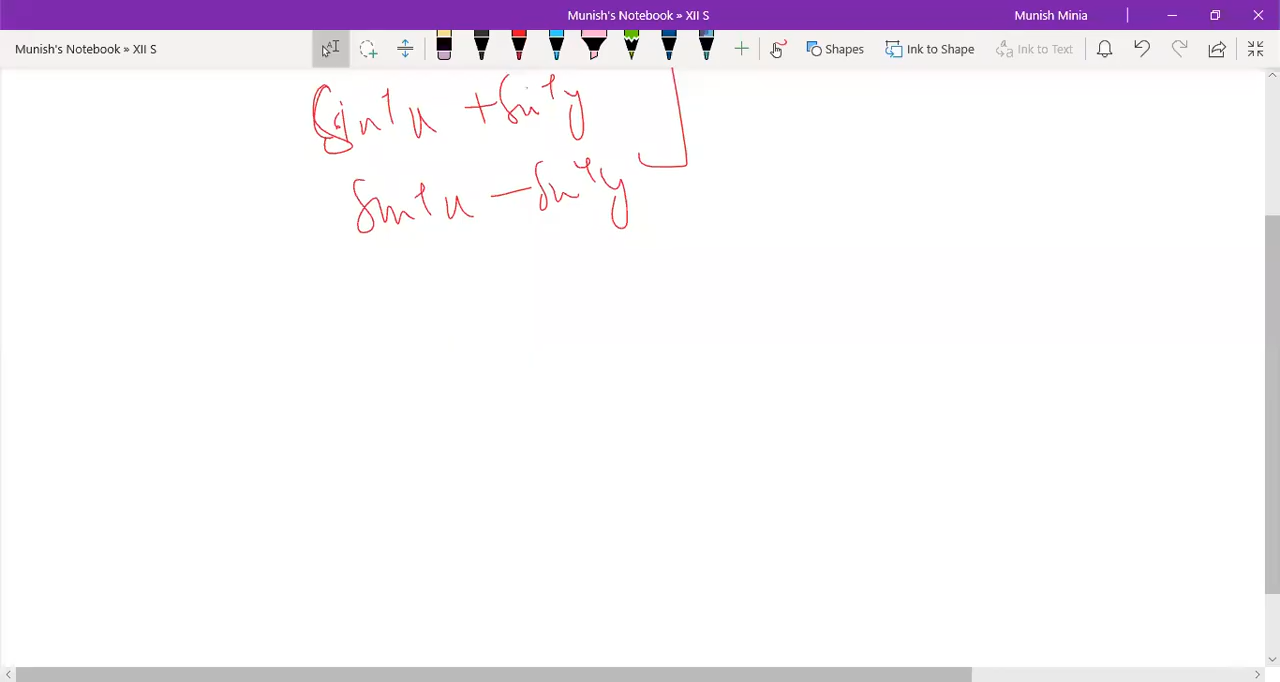 Munish's Notebook » XII S
Munish Minia
Munish's Notebook » XII S
Shapes
Ink to Shape
Ink to Text
sin⁻¹x + sin⁻¹y
sin⁻¹x − sin⁻¹y